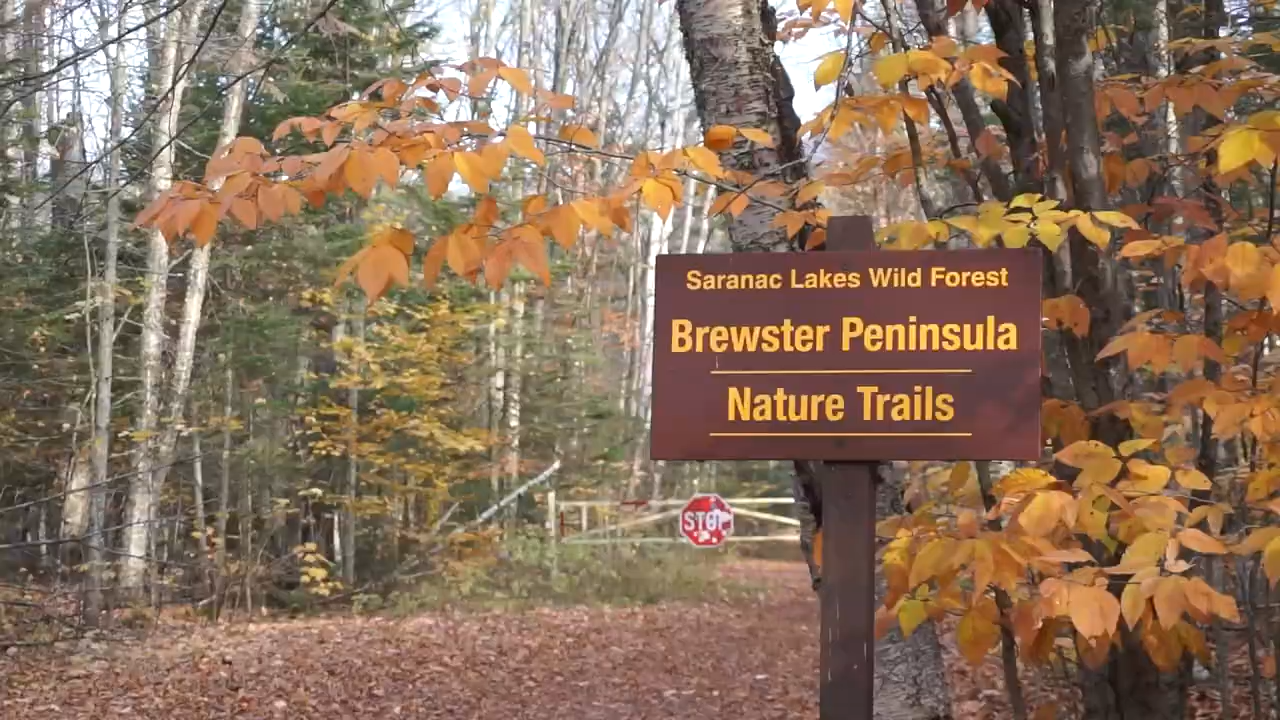 Saranac Lakes Wild Forest
Brewster Peninsula
Nature Trails
STOP